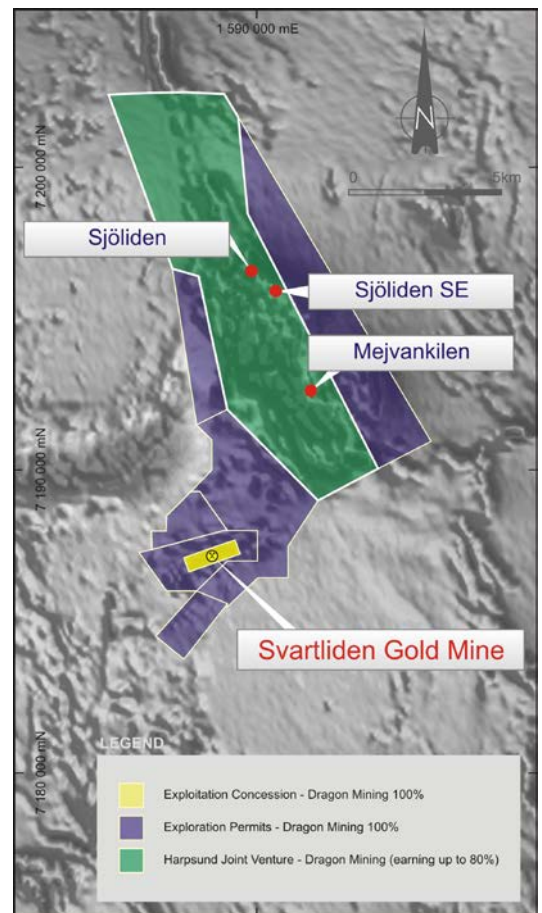 1 590 000 mE
N
7 200 000 mN
0
5km
Sjöliden
Sjöliden SE
Mejvankilen
7 190 000 mN
Svartliden Gold Mine
7 180 000 mN
LEGEND
Exploitation Concession - Dragon Mining 100%
Exploration Permits - Dragon Mining 100%
Harpsund Joint Venture - Dragon Mining (earning up to 80%)